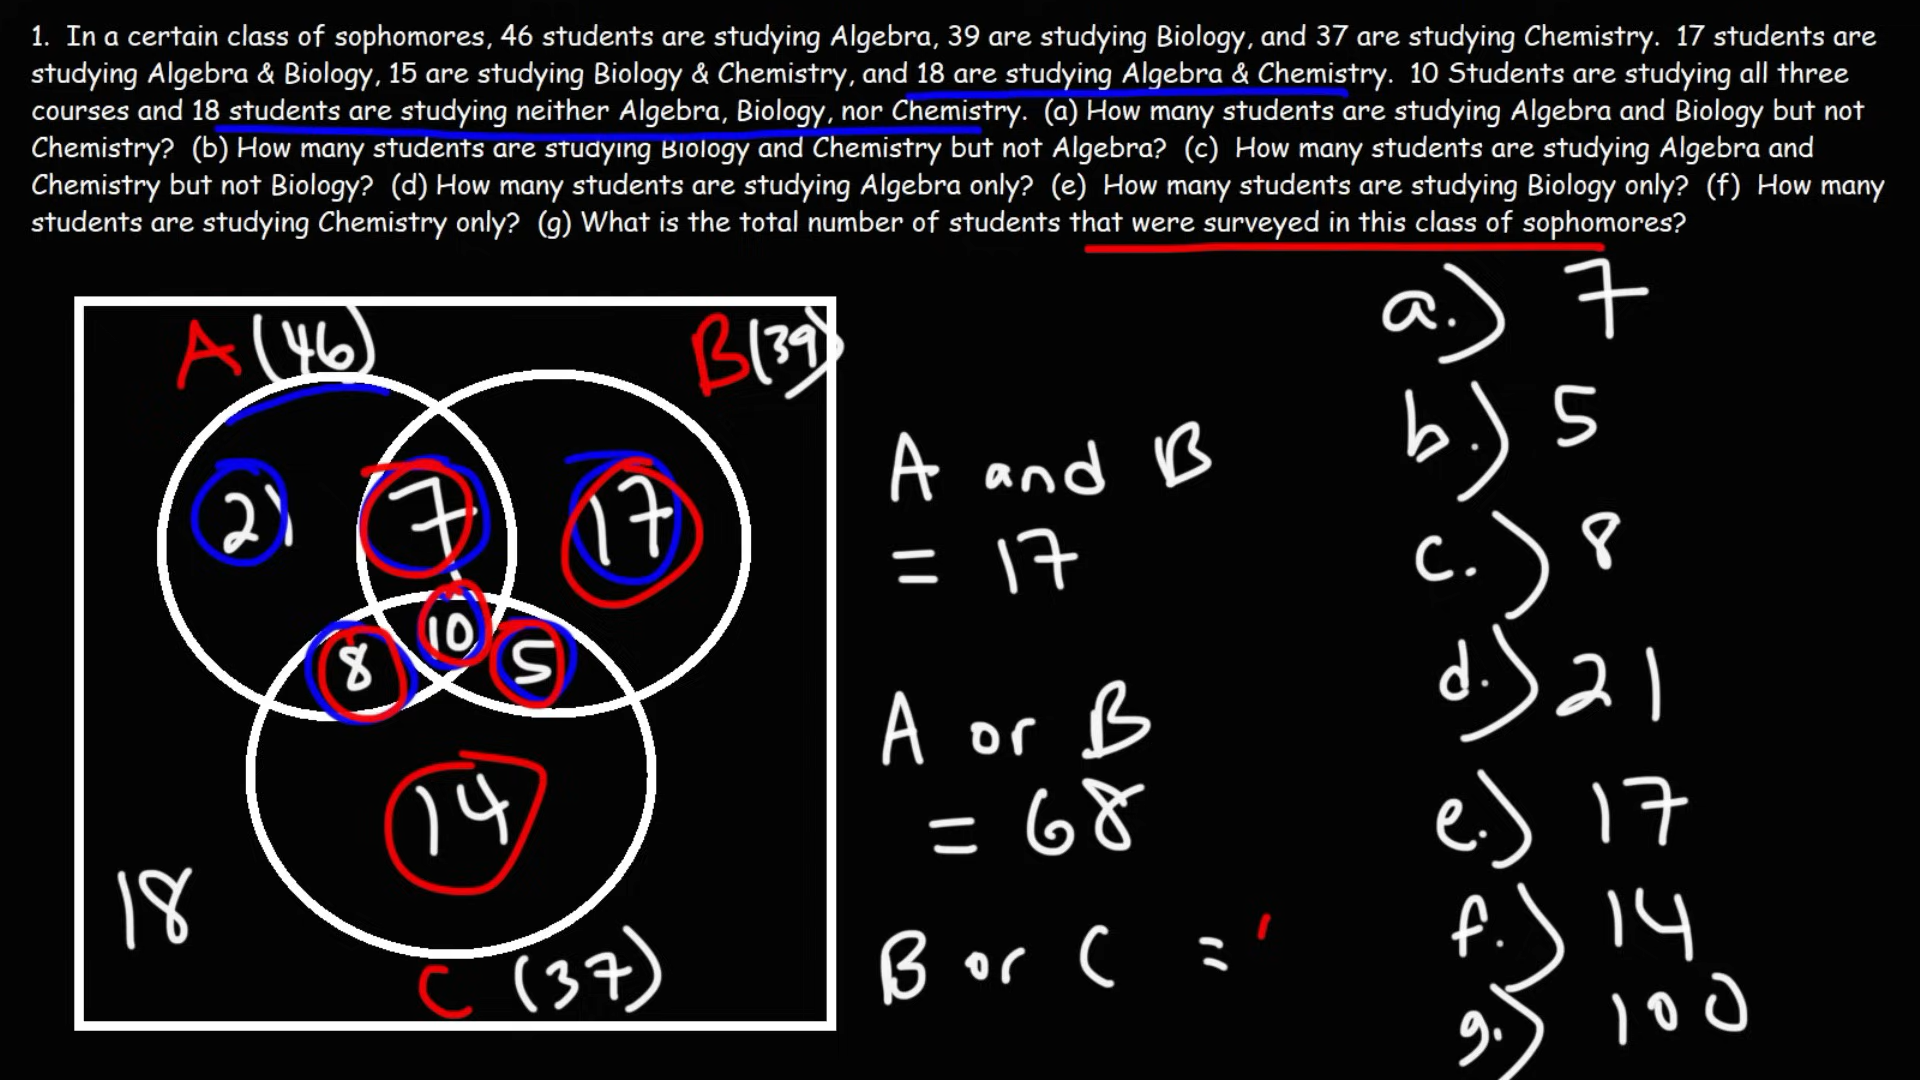 1. In a certain class of sophomores, 46 students are studying Algebra, 39 are studying Biology, and 37 are studying Chemistry. 17 students are
studying Algebra & Biology, 15 are studying Biology & Chemistry, and 18 are studying Algebra & Chemistry. 10 Students are studying all three
courses and 18 students are studying neither Algebra, Biology, nor Chemistry. (a) How many students are studying Algebra and Biology but not
Chemistry? (b) How many students are studying Biology and Chemistry but not Algebra? (c) How many students are studying Algebra and
Chemistry but not Biology? (d) How many students are studying Algebra only? (e) How many students are studying Biology only? (f) How many
students are studying Chemistry only? (g) What is the total number of students that were surveyed in this class of sophomores?
A (46)
B (39)
21
7
17
8
10
5
14
18
C (37)
A and B
= 17
A or B
= 68
B or C =
a.) 7
b.) 5
c.) 8
d.) 21
e.) 17
f.) 14
g.) 100